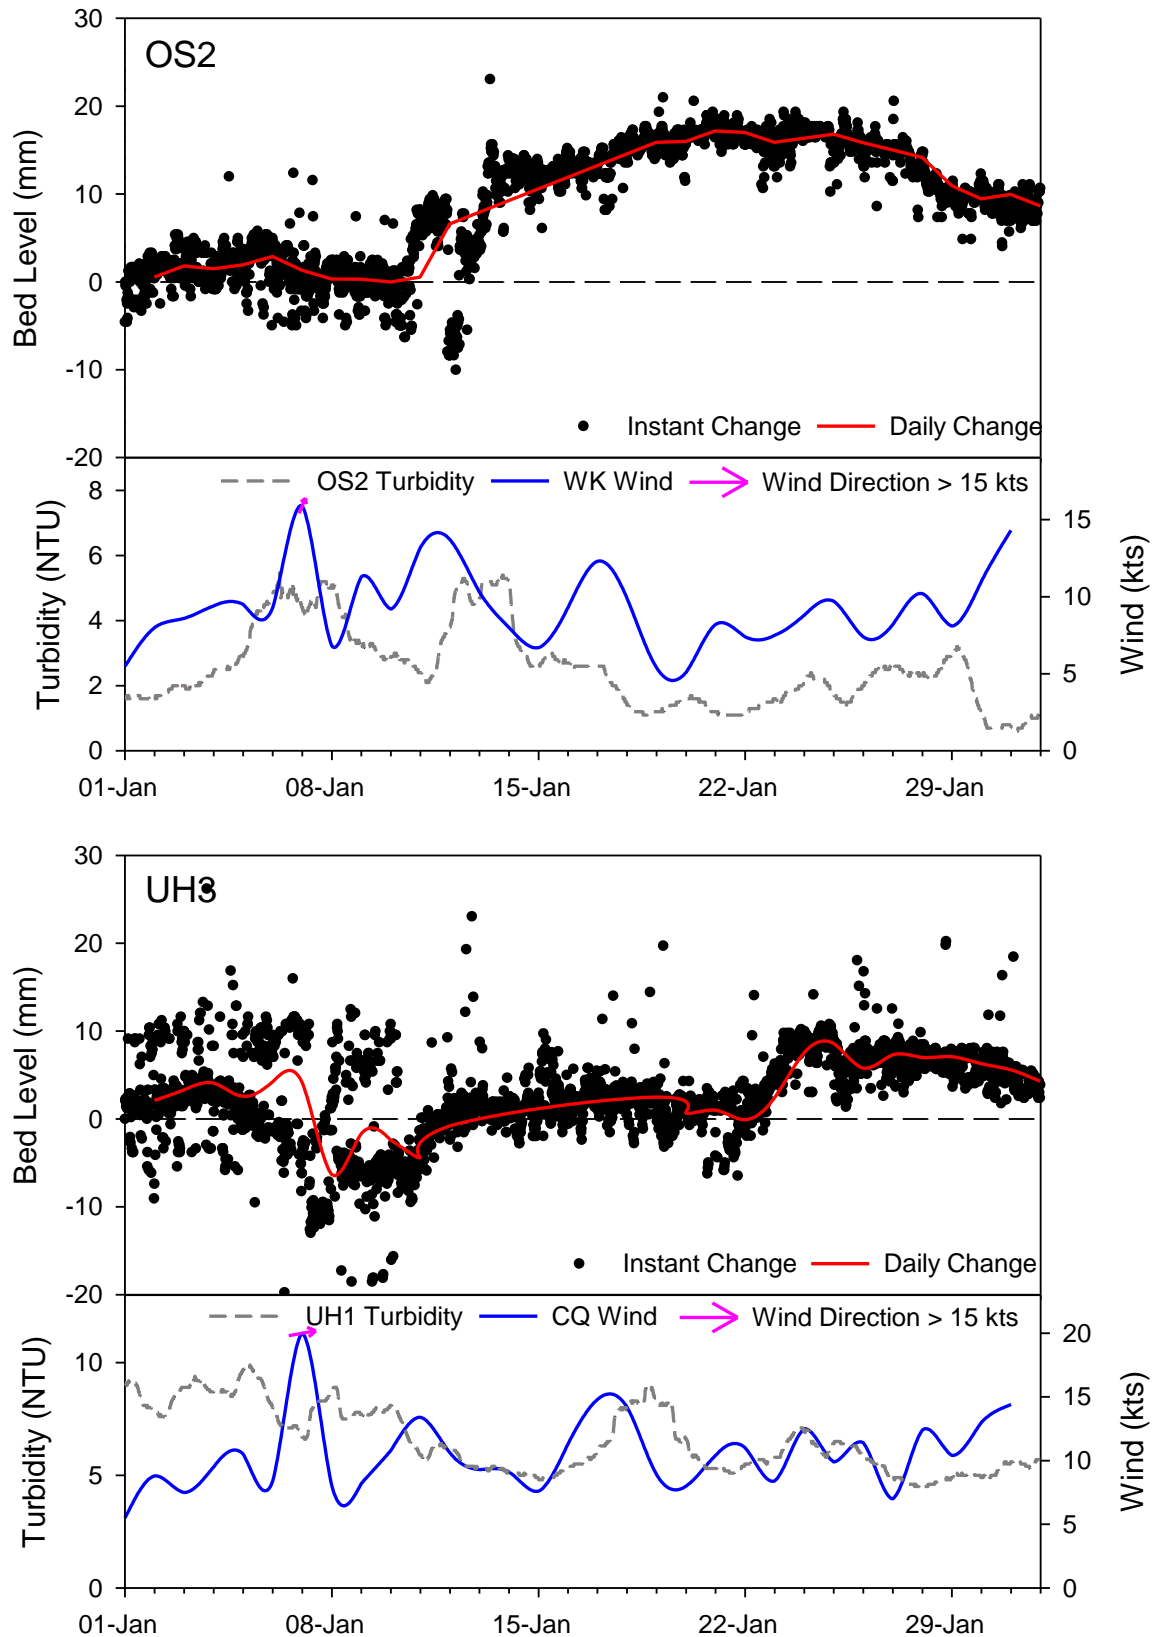 30
OS2
20
10
0
-10
-20
Bed Level (mm)
Instant Change
Daily Change
OS2 Turbidity
WK Wind
Wind Direction > 15 kts
8
6
4
2
0
Turbidity (NTU)
15
10
5
0
Wind (kts)
01-Jan
08-Jan
15-Jan
22-Jan
29-Jan
30
UH3
20
10
0
-10
-20
Bed Level (mm)
Instant Change
Daily Change
UH1 Turbidity
CQ Wind
Wind Direction > 15 kts
10
5
0
Turbidity (NTU)
20
15
10
5
0
Wind (kts)
01-Jan
08-Jan
15-Jan
22-Jan
29-Jan